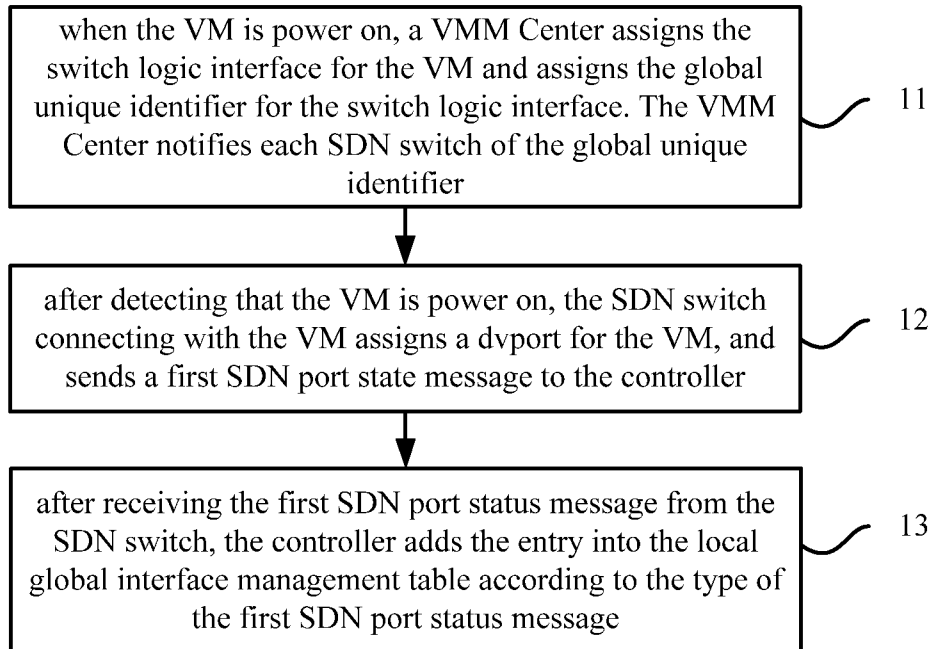 when the VM is power on, a VMM Center assigns the
switch logic interface for the VM and assigns the global
unique identifier for the switch logic interface. The VMM
Center notifies each SDN switch of the global unique
identifier
11
after detecting that the VM is power on, the SDN switch
connecting with the VM assigns a dvport for the VM, and
sends a first SDN port state message to the controller
12
after receiving the first SDN port status message from the
SDN switch, the controller adds the entry into the local
global interface management table according to the type of
the first SDN port status message
13